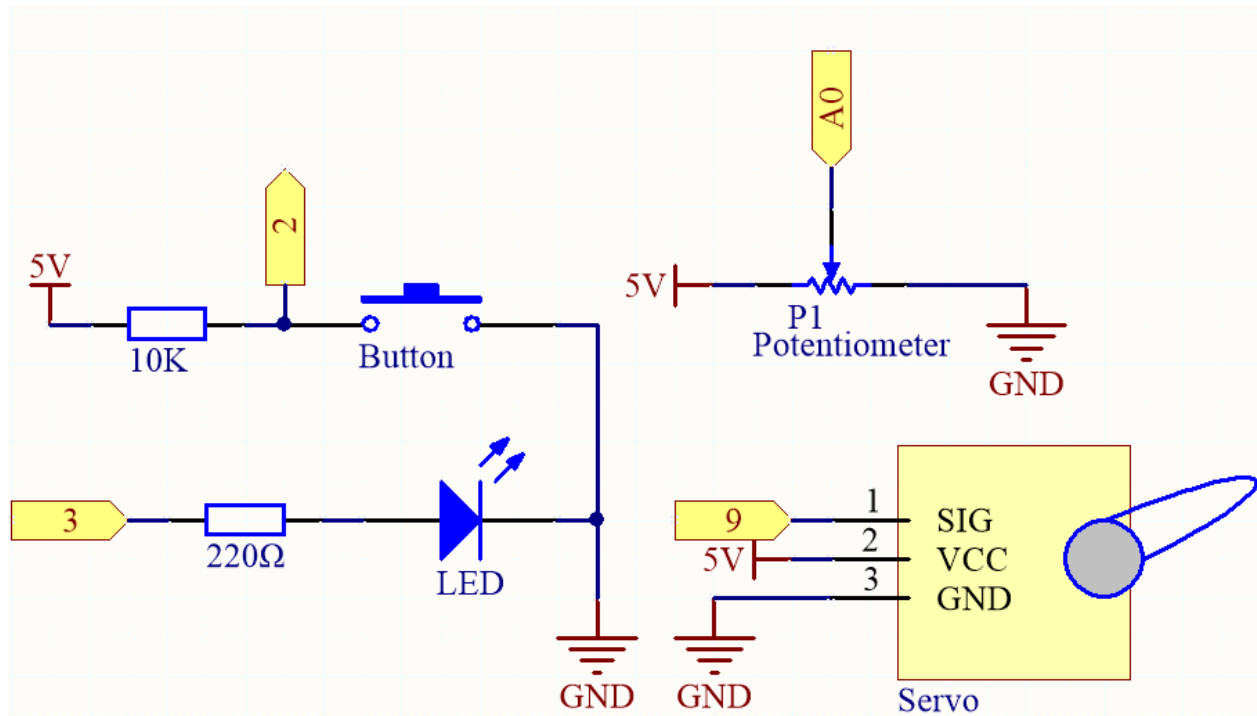 A0
2
5V
10K
Button
5V
P1
Potentiometer
GND
3
220Ω
LED
GND
9
5V
GND
1
2
3
SIG
VCC
GND
Servo